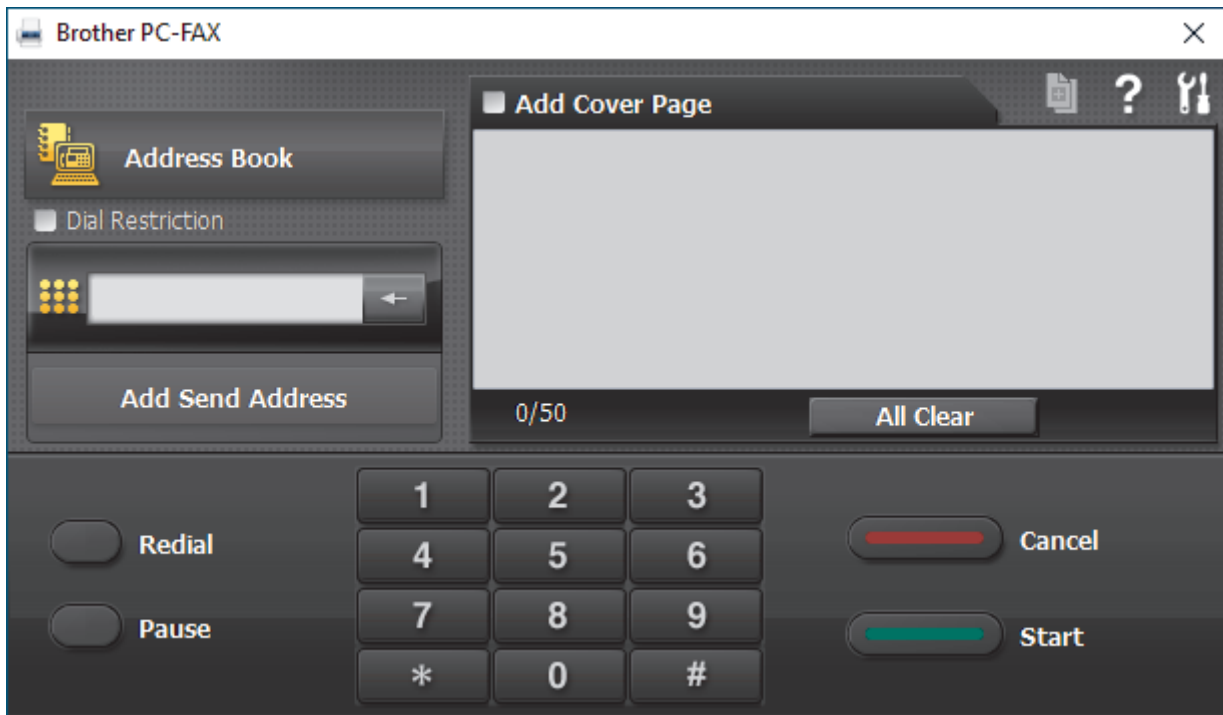 Brother PC-FAX
Add Cover Page
?
Address Book
Dial Restriction
Add Send Address
0/50
All Clear
1 2 3
Redial
4 5 6
Cancel
7 8 9
Pause
Start
* 0 #